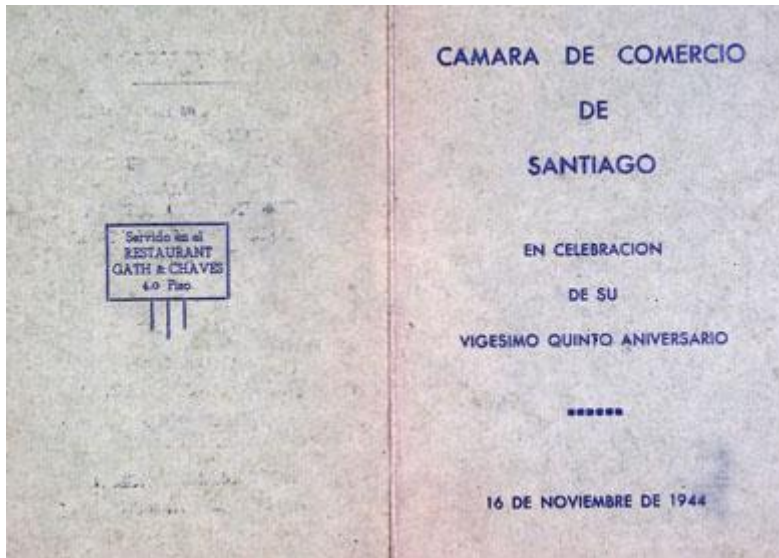 Servido en el
RESTAURANT
GATH & CHAVES
4.o Piso
CAMARA DE COMERCIO
DE
SANTIAGO
EN CELEBRACION
DE SU
VIGESIMO QUINTO ANIVERSARIO
16 DE NOVIEMBRE DE 1944